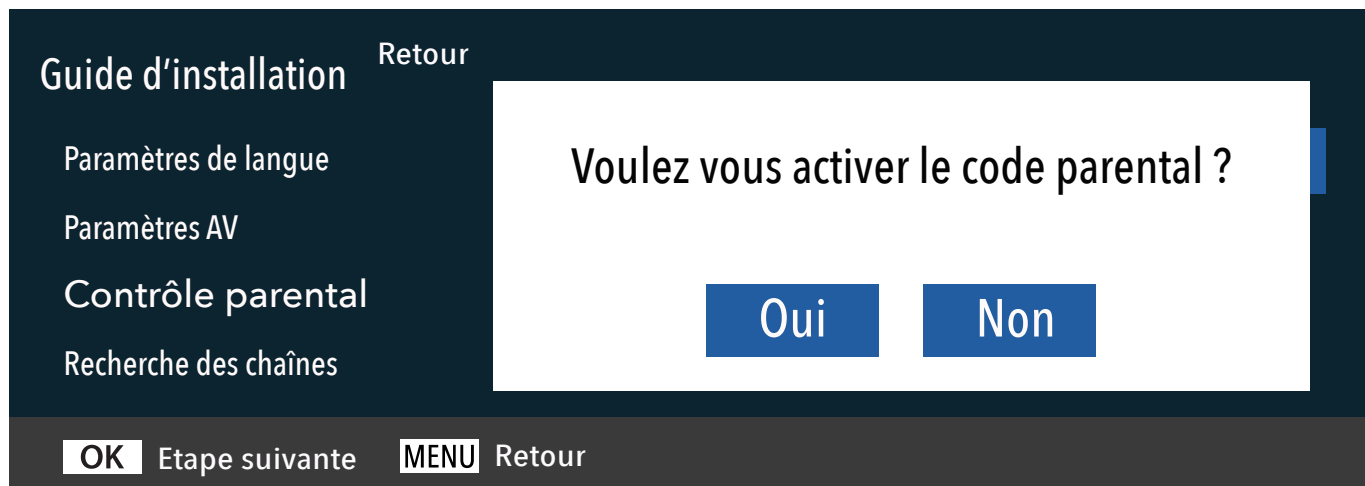 Guide d’installation
Retour
Paramètres de langue
Paramètres AV
Contrôle parental
Recherche des chaînes
Voulez vous activer le code parental ?
Oui Non
OK Etape suivante MENU Retour